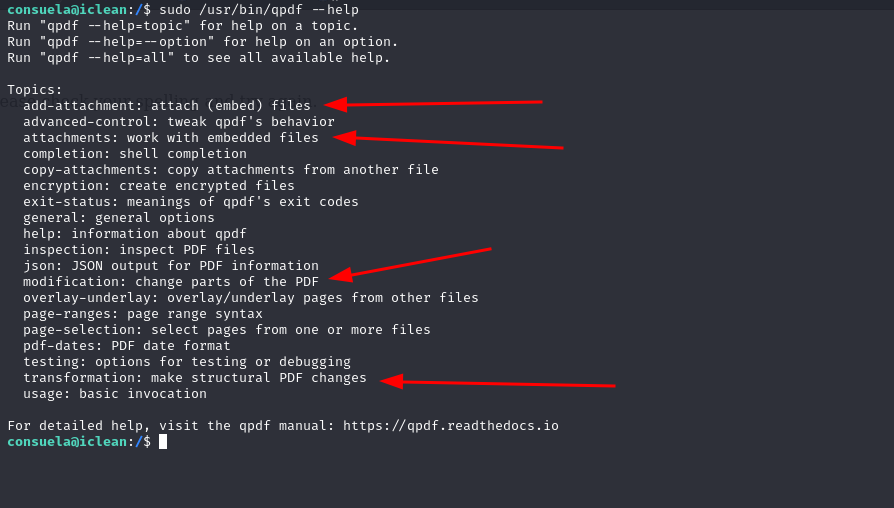 consuela@iclean:/$ sudo /usr/bin/qpdf --help
Run "qpdf --help=topic" for help on a topic.
Run "qpdf --help=--option" for help on an option.
Run "qpdf --help=all" to see all available help.
Topics:
add-attachment: attach (embed) files
advanced-control: tweak qpdf's behavior
attachments: work with embedded files
completion: shell completion
copy-attachments: copy attachments from another file
encryption: create encrypted files
exit-status: meanings of qpdf's exit codes
general: general options
help: information about qpdf
inspection: inspect PDF files
json: JSON output for PDF information
modification: change parts of the PDF
overlay-underlay: overlay/underlay pages from other files
page-ranges: page range syntax
page-selection: select pages from one or more files
pdf-dates: PDF date format
testing: options for testing or debugging
transformation: make structural PDF changes
usage: basic invocation
For detailed help, visit the qpdf manual: https://qpdf.readthedocs.io
consuela@iclean:/$